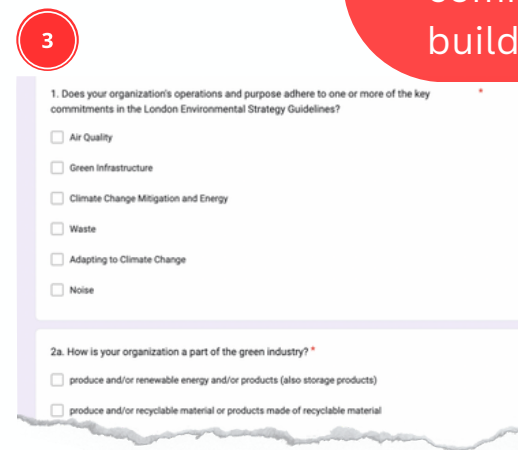 build
3
1. Does your organization's operations and purpose adhere to one or more of the key *
commitments in the London Environmental Strategy Guidelines?
Air Quality
Green Infrastructure
Climate Change Mitigation and Energy
Waste
Adapting to Climate Change
Noise
2a. How is your organization a part of the green industry? *
produce and/or renewable energy and/or products (also storage products)
produce and/or recyclable material or products made of recyclable material